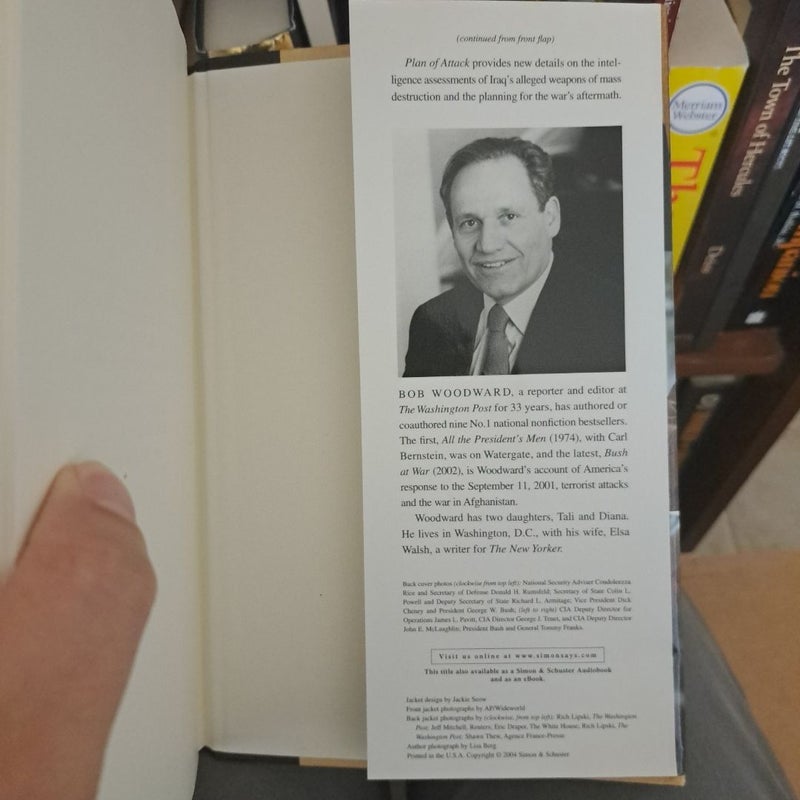 (continued from front flap)
Plan of Attack provides new details on the intel-
ligence assessments of Iraq's alleged weapons of mass
destruction and the planning for the war's aftermath.
BOB WOODWARD, a reporter and editor at
The Washington Post for 33 years, has authored or
coauthored nine No.1 national nonfiction bestsellers.
The first, All the President's Men (1974), with Carl
Bernstein, was on Watergate, and the latest, Bush
at War (2002), is Woodward's account of America's
response to the September 11, 2001, terrorist attacks
and the war in Afghanistan.
Woodward has two daughters, Tali and Diana.
He lives in Washington, D.C., with his wife, Elsa
Walsh, a writer for The New Yorker.
Back cover photos (clockwise from top left): National Security Adviser Condoleezza
Rice and Secretary of Defense Donald H. Rumsfeld; Secretary of State Colin L.
Powell and Deputy Secretary of State Richard L. Armitage; Vice President Dick
Cheney and President George W. Bush; (left to right) CIA Deputy Director for
Operations James L. Pavitt, CIA Director George J. Tenet, and CIA Deputy Director
John E. McLaughlin; President Bush and General Tommy Franks.
Visit us online at www.simonsays.com
This title also available as a Simon & Schuster Audiobook
and as an eBook.
Jacket design by Jackie Seow
Front jacket photographs by AP/Wideworld
Back jacket photographs by (clockwise, from top left): Rich Lipski, The Washington
Post; Jeff Mitchell, Reuters; Eric Draper, The White House; Rich Lipski, The
Washington Post; Shawn Thew, Agence France-Presse
Author photograph by Lisa Berg
Printed in the U.S.A. Copyright © 2004 Simon & Schuster
Merriam
Webster
Th
The Town of Hercules